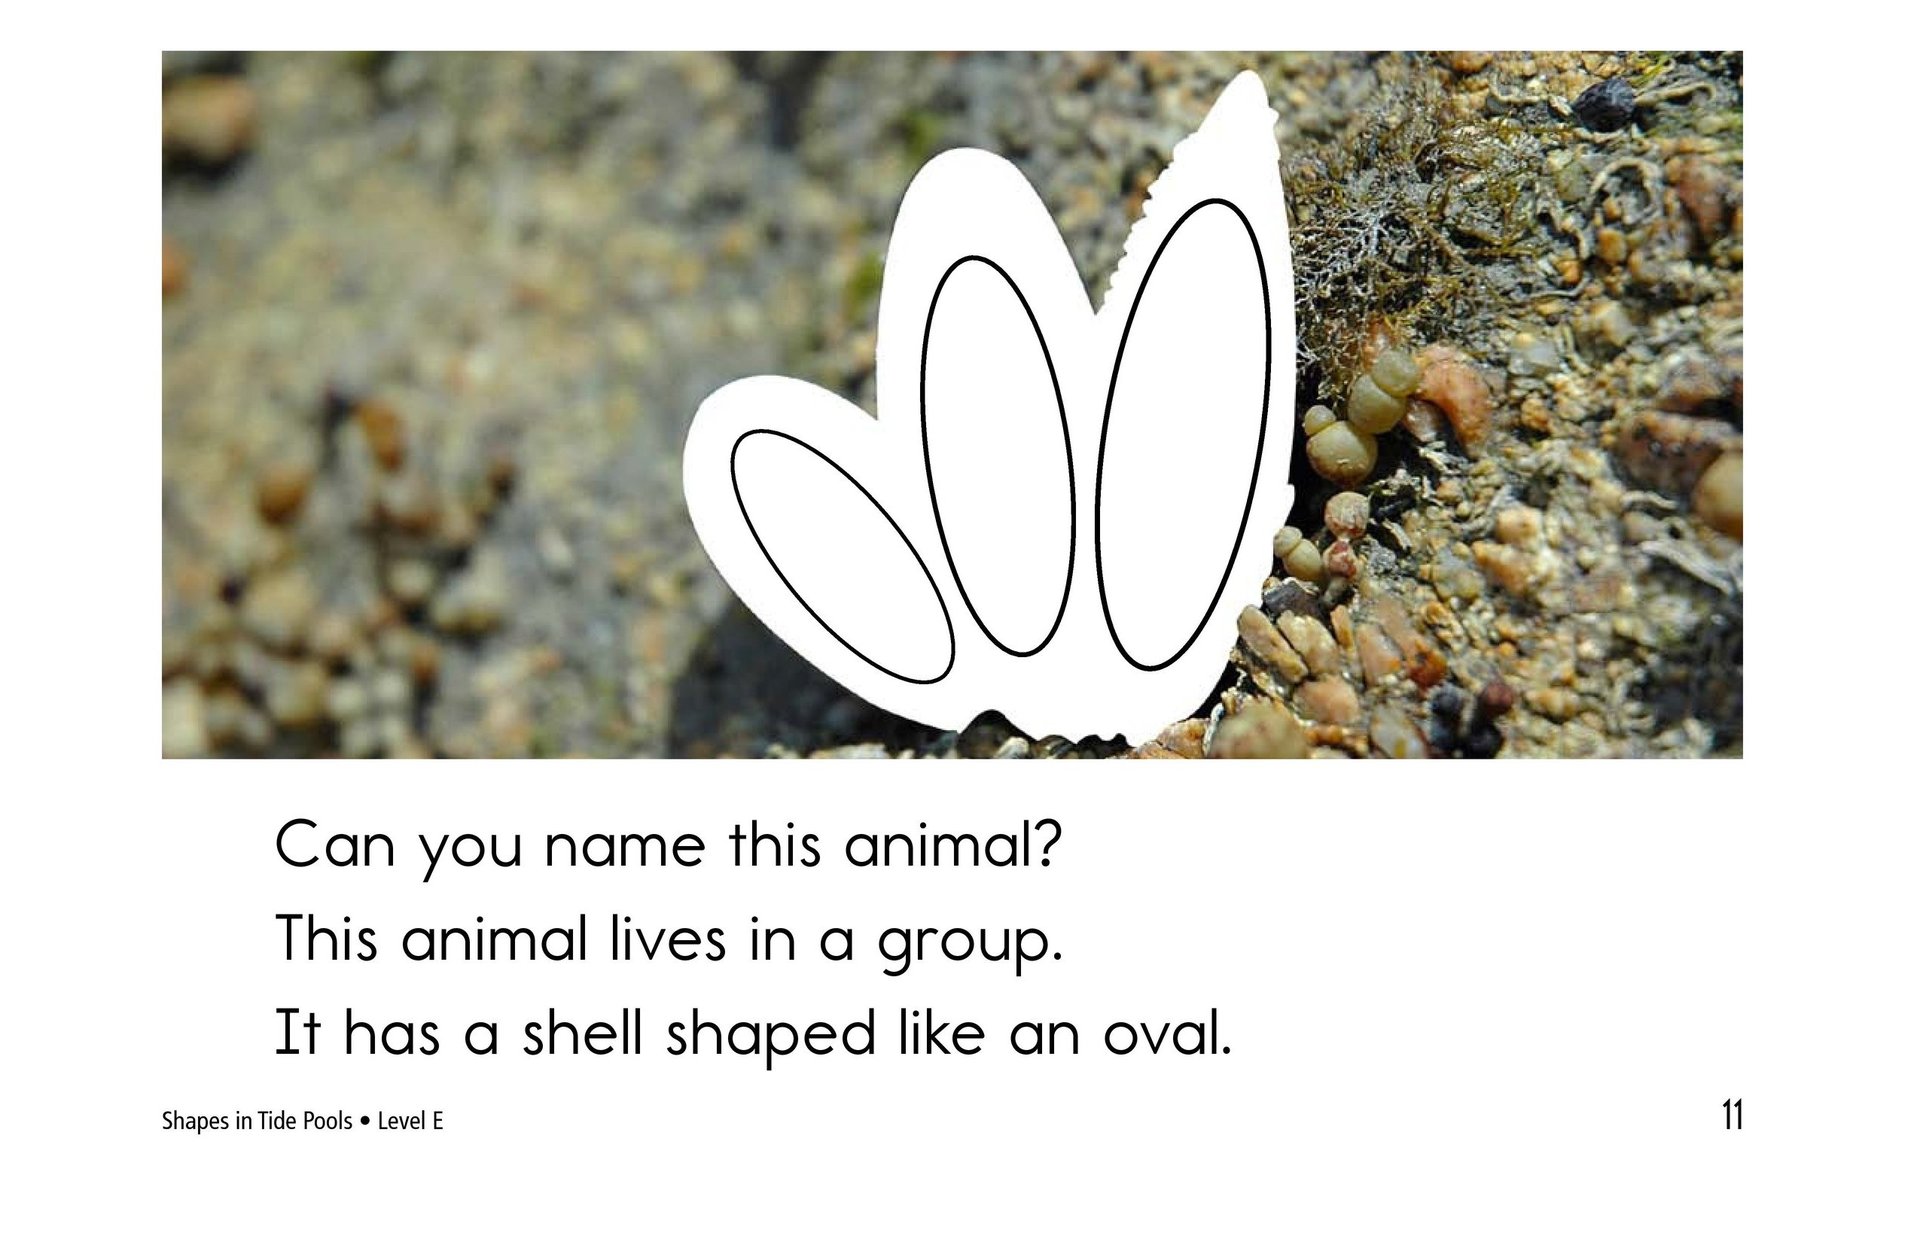 Can you name this animal?
This animal lives in a group.
It has a shell shaped like an oval.
Shapes in Tide Pools • Level E
11